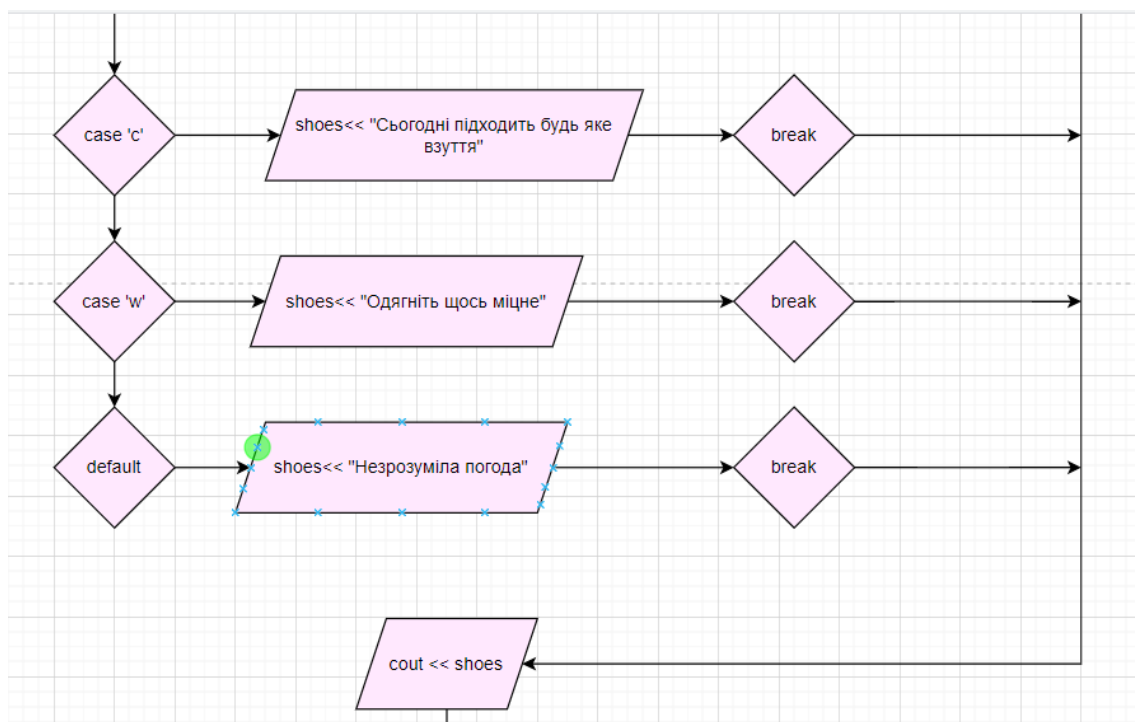 case 'c'
shoes<< "Сьогодні підходить будь яке
взуття"
break
case 'w'
shoes<< "Одягніть щось міцне"
break
default
shoes<< "Незрозуміла погода"
break
cout << shoes